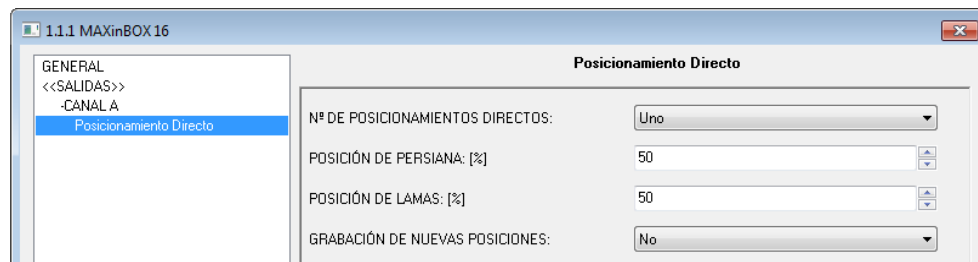 1.1.1 MAXinBOX 16
GENERAL
<<SALIDAS>>
-CANAL A
Posicionamiento Directo
Posicionamiento Directo
Nº DE POSICIONAMIENTOS DIRECTOS: Uno
POSICIÓN DE PERSIANA: [%] 50
POSICIÓN DE LAMAS: [%] 50
GRABACIÓN DE NUEVAS POSICIONES: No